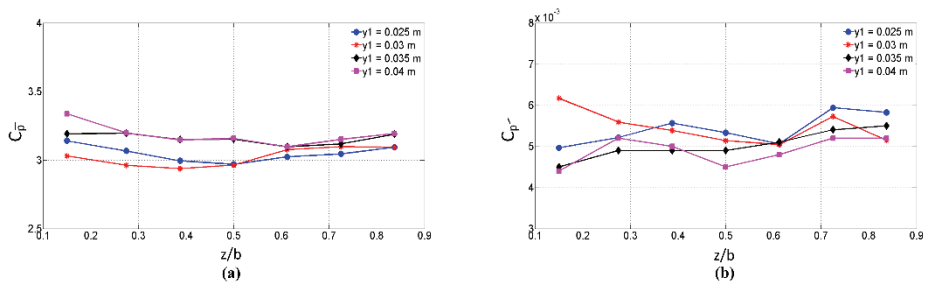 4
3.5
3
2.5
C_p̅
0.1 0.2 0.3 0.4 0.5 0.6 0.7 0.8 0.9
z/b
(a)
y1 = 0.025 m
y1 = 0.03 m
y1 = 0.035 m
y1 = 0.04 m
x 10⁻³
8
7
6
5
4
3
C_p´
0.1 0.2 0.3 0.4 0.5 0.6 0.7 0.8 0.9
z/b
(b)
y1 = 0.025 m
y1 = 0.03 m
y1 = 0.035 m
y1 = 0.04 m